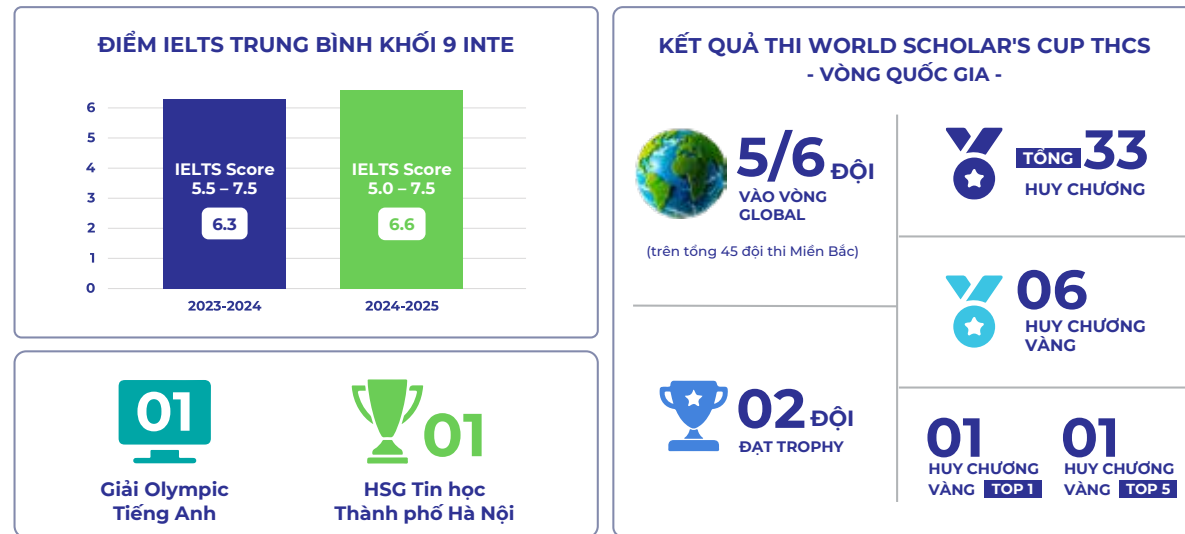 ĐIỂM IELTS TRUNG BÌNH KHỐI 9 INTE
6
5
4
3
2
1
0
IELTS Score
5.5 – 7.5
6.3
IELTS Score
5.0 – 7.5
6.6
2023-2024
2024-2025
01
Giải Olympic
Tiếng Anh
01
HSG Tin học
Thành phố Hà Nội
KẾT QUẢ THI WORLD SCHOLAR'S CUP THCS
- VÒNG QUỐC GIA -
5/6 ĐỘI
VÀO VÒNG
GLOBAL
(trên tổng 45 đội thi Miền Bắc)
02 ĐỘI
ĐẠT TROPHY
TỔNG 33
HUY CHƯƠNG
06
HUY CHƯƠNG
VÀNG
01
HUY CHƯƠNG
VÀNG TOP 1
01
HUY CHƯƠNG
VÀNG TOP 5